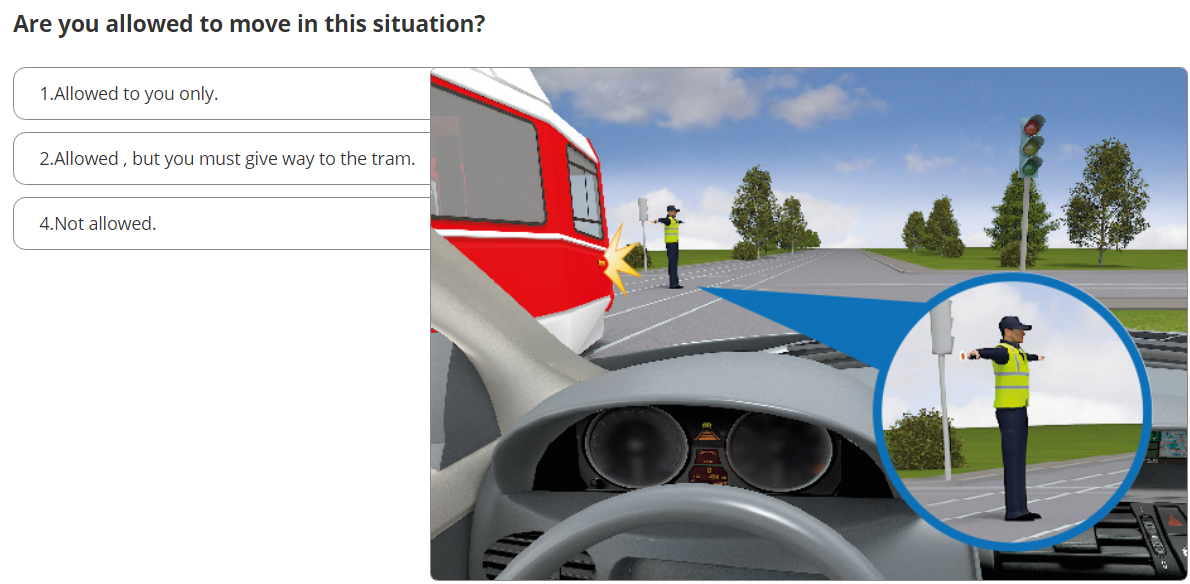 Are you allowed to move in this situation?
1.Allowed to you only.
2.Allowed , but you must give way to the tram.
4.Not allowed.